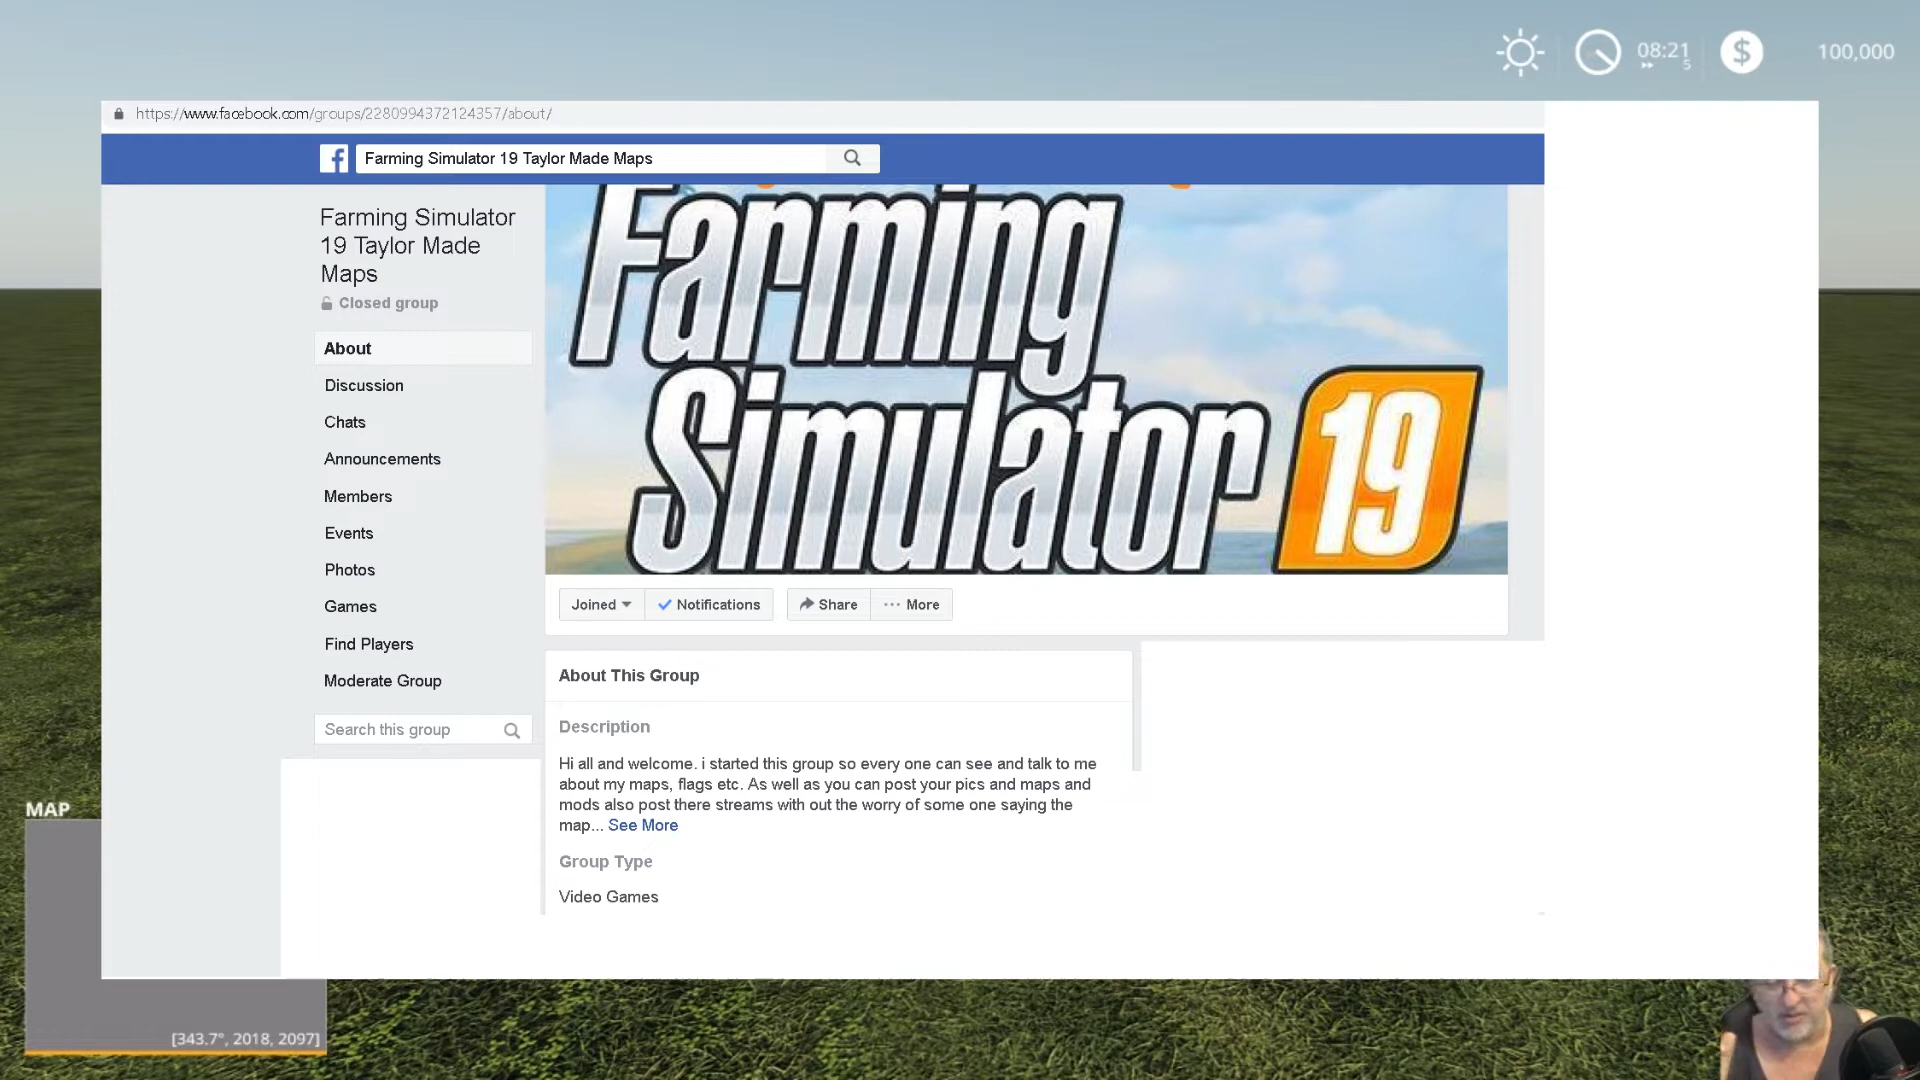 08:21
5
$
100,000
https://www.facebook.com/groups/2280994372124357/about/
f
Farming Simulator 19 Taylor Made Maps
Farming Simulator
19 Taylor Made
Maps
Closed group
About
Discussion
Chats
Announcements
Members
Events
Photos
Games
Find Players
Moderate Group
Search this group
Farming
Simulator 19
Joined
Notifications
Share
More
About This Group
Description
Hi all and welcome. i started this group so every one can see and talk to me
about my maps, flags etc. As well as you can post your pics and maps and
mods also post there streams with out the worry of some one saying the
map... See More
Group Type
Video Games
MAP
[343.7°, 2018, 2097]